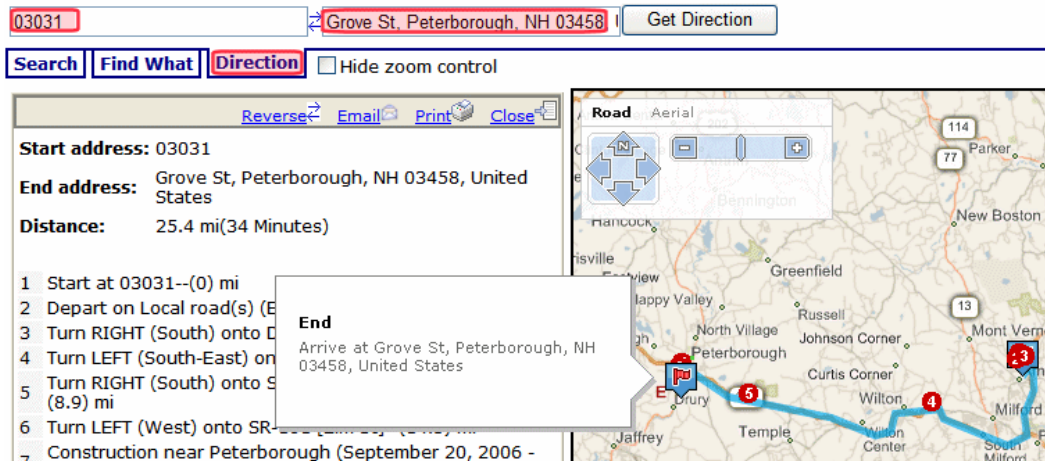 03031
Grove St, Peterborough, NH 03458
Get Direction
Search
Find What
Direction
Hide zoom control
Reverse
Email
Print
Close
Start address: 03031
End address: Grove St, Peterborough, NH 03458, United
States
Distance: 25.4 mi(34 Minutes)
1 Start at 03031--(0) mi
2 Depart on Local road(s) (E
3 Turn RIGHT (South) onto
4 Turn LEFT (South-East) on
5 Turn RIGHT (South) onto S
(8.9) mi
6 Turn LEFT (West) onto
7 Construction near Peterborough (September 20, 2006 -
End
Arrive at Grove St, Peterborough, NH
03458, United States
Road
Aerial
N
114
77
Parker
Bennington
Hancock
New Boston
risville
Greenfield
Happy Valley
Russell
13
North Village
Johnson Corner
Mont Vern
Peterborough
Curtis Corner
3
E
Drury
5
Wilton
4
Milford
Jaffrey
Temple
Wilton
Center
South
Milford